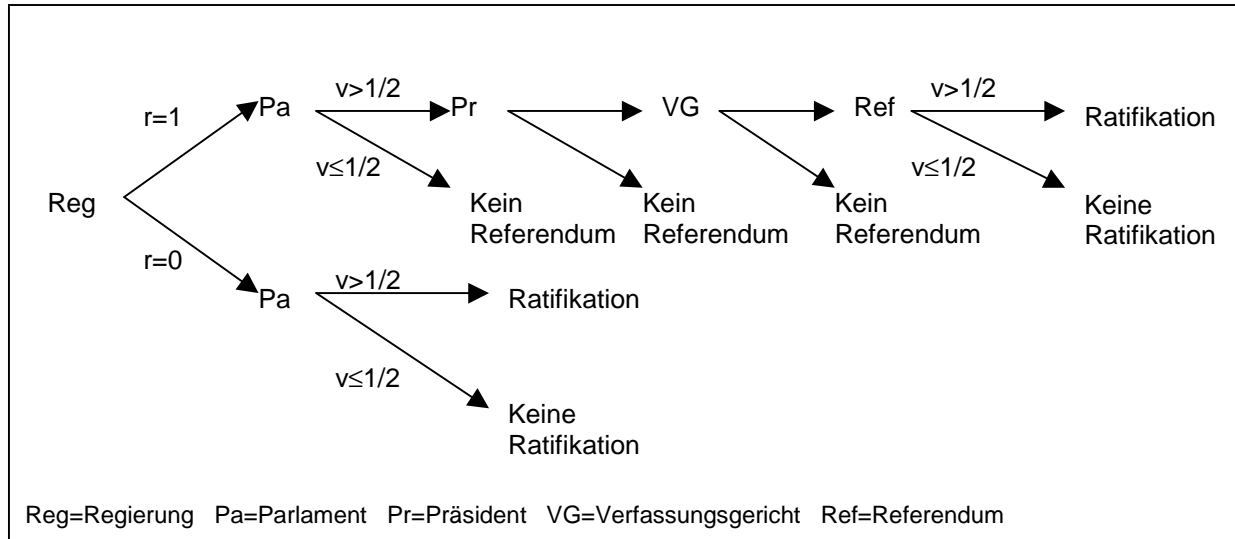 v>1/2
v>1/2
Pa
Pr
VG
Ref
Ratifikation
r=1
v≤1/2
v≤1/2
Reg
Kein
Referendum
Kein
Referendum
Kein
Referendum
Keine
Ratifikation
r=0
v>1/2
Pa
Ratifikation
v≤1/2
Keine
Ratifikation
Reg=Regierung Pa=Parlament Pr=Präsident VG=Verfassungsgericht Ref=Referendum